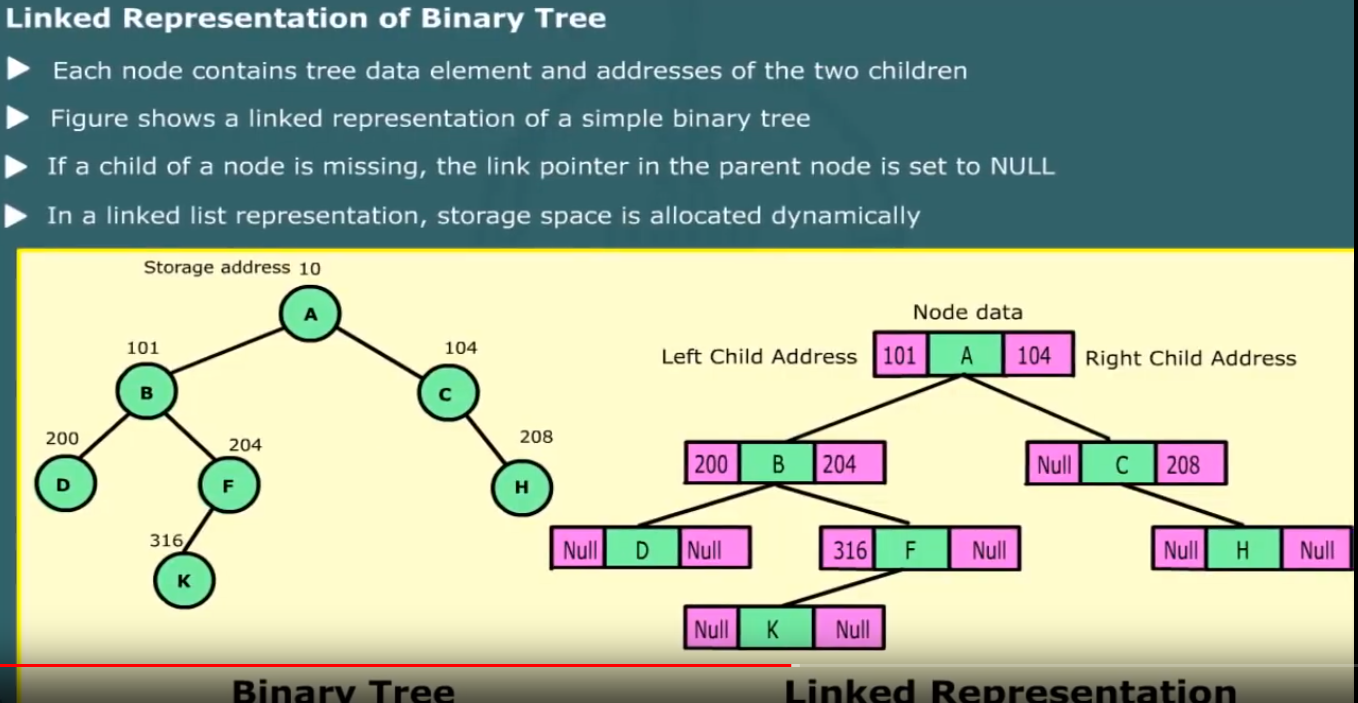 Linked Representation of Binary Tree
Each node contains tree data element and addresses of the two children
Figure shows a linked representation of a simple binary tree
If a child of a node is missing, the link pointer in the parent node is set to NULL
In a linked list representation, storage space is allocated dynamically
Storage address 10
A
101
104
B
C
200
204
208
D
F
H
316
K
Node data
Left Child Address 101 A 104 Right Child Address
200 B 204
Null C 208
Null D Null
316 F Null
Null H Null
Null K Null
Binary Tree
Linked Representation